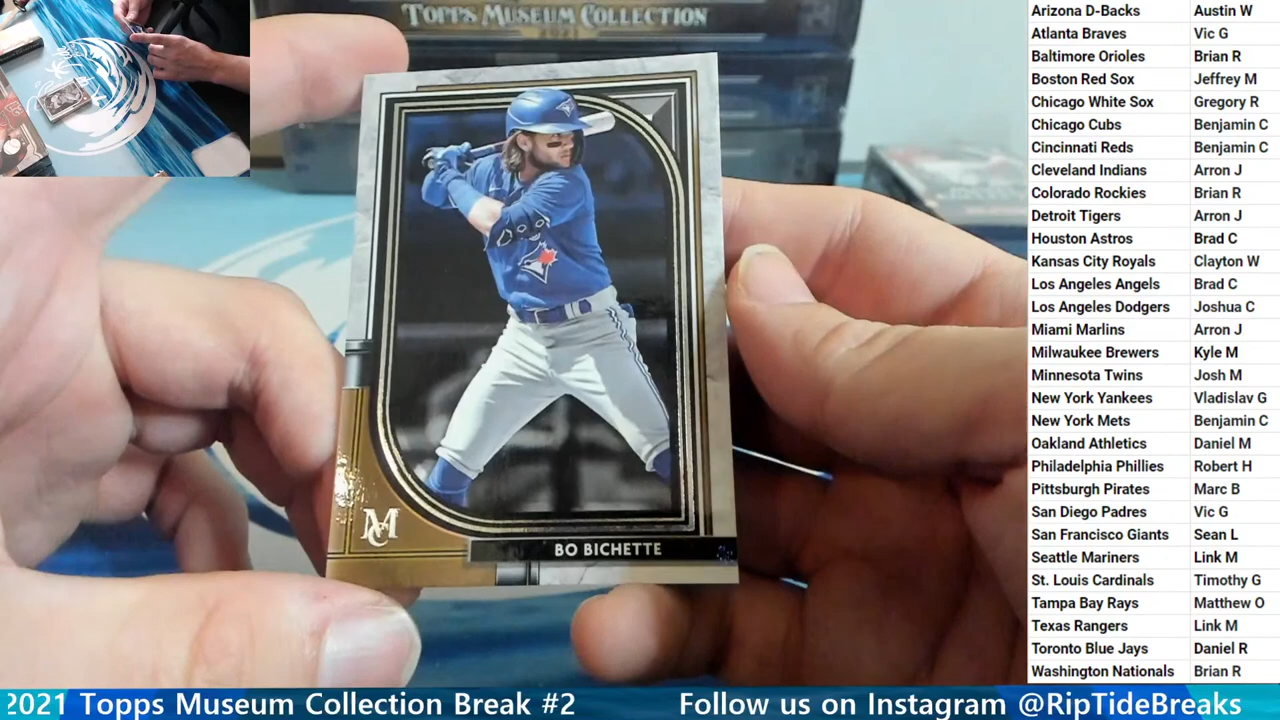 TOPPS MUSEUM COLLECTION
2021
MC
BO BICHETTE
Arizona D-Backs Austin W
Atlanta Braves Vic G
Baltimore Orioles Brian R
Boston Red Sox Jeffrey M
Chicago White Sox Gregory R
Chicago Cubs Benjamin C
Cincinnati Reds Benjamin C
Cleveland Indians Arron J
Colorado Rockies Brian R
Detroit Tigers Arron J
Houston Astros Brad C
Kansas City Royals Clayton W
Los Angeles Angels Brad C
Los Angeles Dodgers Joshua C
Miami Marlins Arron J
Milwaukee Brewers Kyle M
Minnesota Twins Josh M
New York Yankees Vladislav G
New York Mets Benjamin C
Oakland Athletics Daniel M
Philadelphia Phillies Robert H
Pittsburgh Pirates Marc B
San Diego Padres Vic G
San Francisco Giants Sean L
Seattle Mariners Link M
St. Louis Cardinals Timothy G
Tampa Bay Rays Matthew O
Texas Rangers Link M
Toronto Blue Jays Daniel R
Washington Nationals Brian R
2021 Topps Museum Collection Break #2 Follow us on Instagram @RipTideBreaks